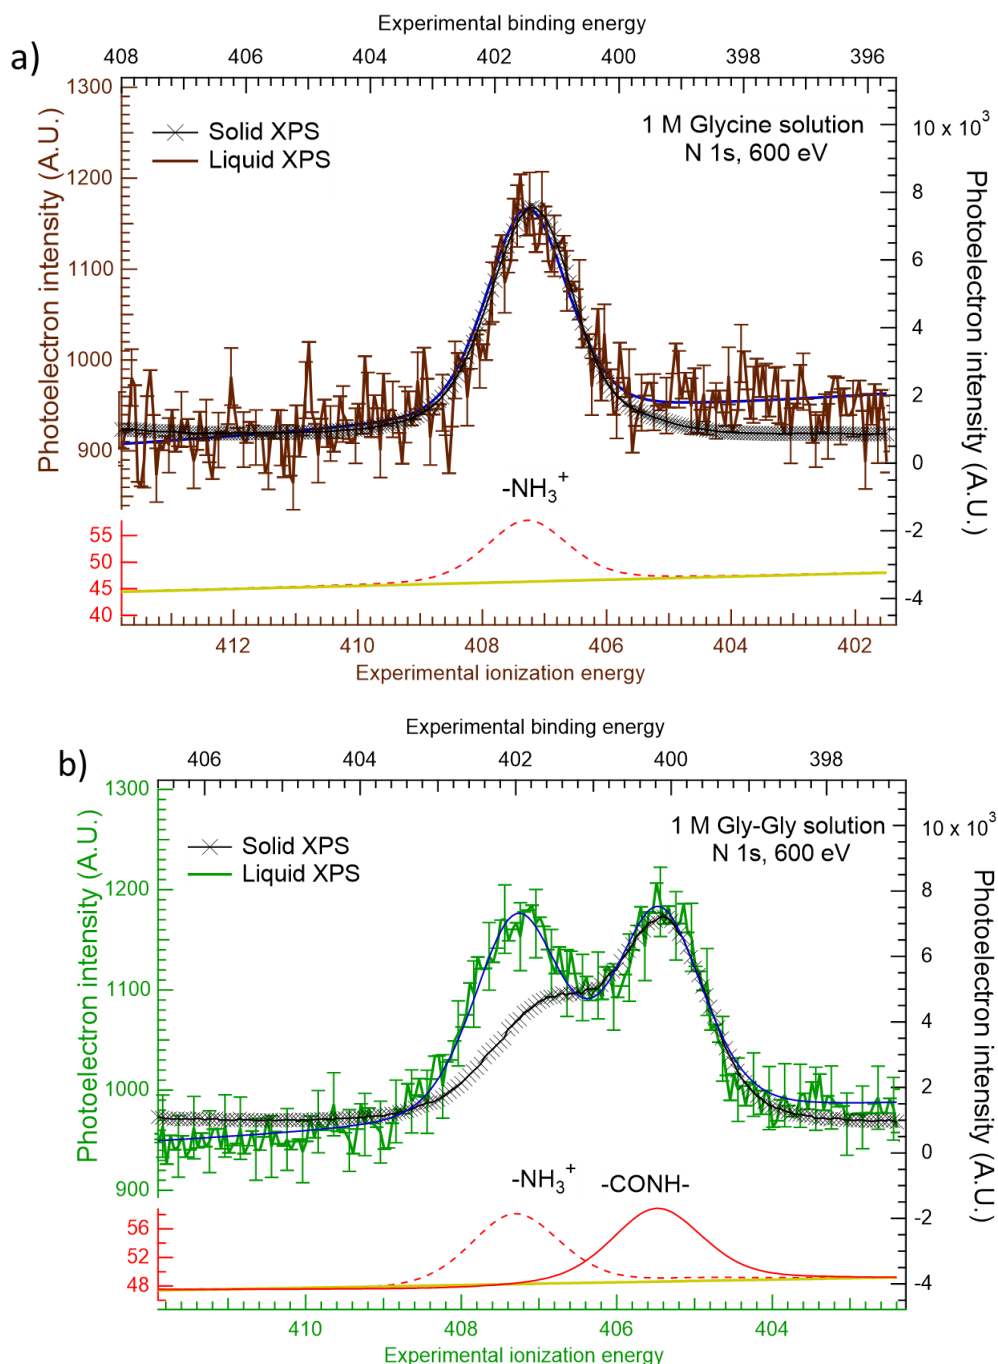 Experimental binding energy
a)
408 406 404 402 400 398 396
1300
1200
1100
1000
900
Photoelectron intensity (A.U.)
Solid XPS
Liquid XPS
1 M Glycine solution
N 1s, 600 eV
10 x 10³
8
6
4
2
0
-2
-4
Photoelectron intensity (A.U.)
-NH₃⁺
55
50
45
40
412 410 408 406 404 402
Experimental ionization energy
Experimental binding energy
b)
406 404 402 400 398
1300
1200
1100
1000
900
Photoelectron intensity (A.U.)
Solid XPS
Liquid XPS
1 M Gly-Gly solution
N 1s, 600 eV
10 x 10³
8
6
4
2
0
-2
-4
Photoelectron intensity (A.U.)
-NH₃⁺ -CONH-
56
52
48
410 408 406 404
Experimental ionization energy